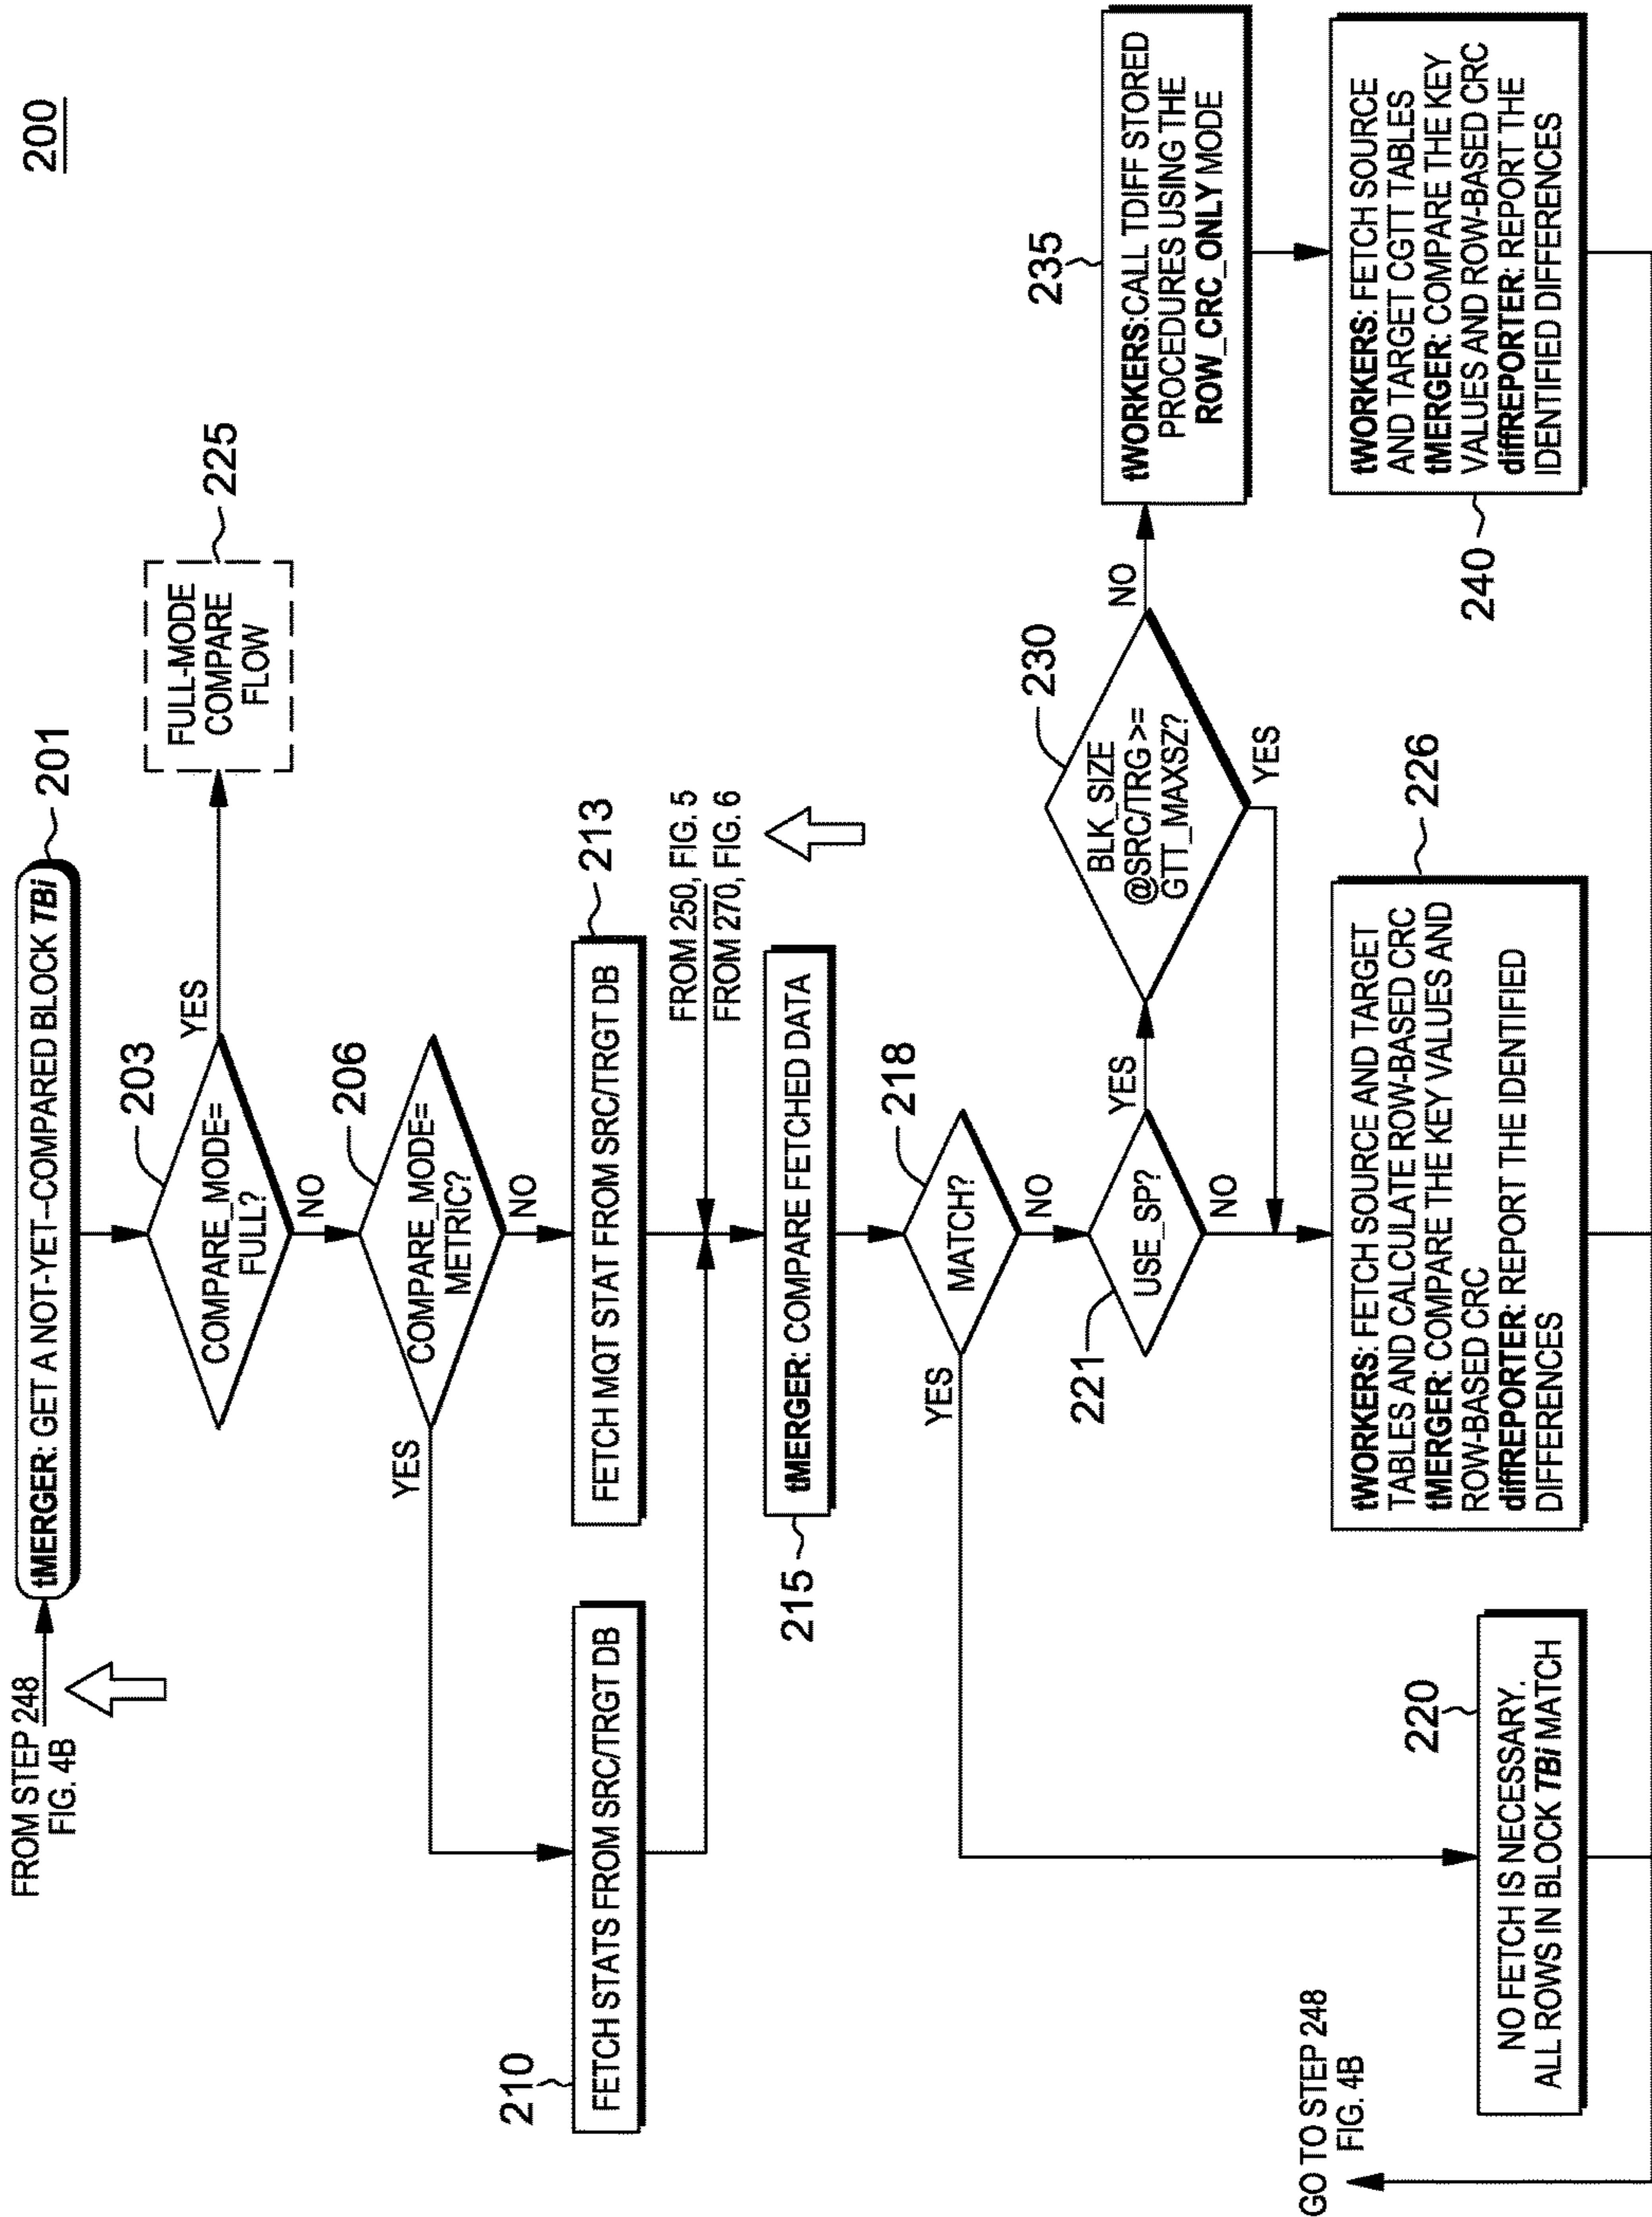 200
FROM STEP 248
FIG. 4B
tMERGER: GET A NOT-YET--COMPARED BLOCK TBi
201
203
COMPARE_MODE=
FULL?
YES
NO
FULL-MODE
COMPARE
FLOW
225
206
COMPARE_MODE=
METRIC?
YES
NO
210
FETCH STATS FROM SRC/TRGT DB
FETCH MQT STAT FROM SRC/TRGT DB
213
FROM 250, FIG. 5
FROM 270, FIG. 6
215
tMERGER: COMPARE FETCHED DATA
218
MATCH?
YES
NO
221
USE_SP?
YES
NO
230
BLK_SIZE
@SRC/TRG >=
GTT_MAXSZ?
NO
YES
235
tWORKERS:CALL TDIFF STORED
PROCEDURES USING THE
ROW_CRC_ONLY MODE
GO TO STEP 248
FIG. 4B
220
NO FETCH IS NECESSARY.
ALL ROWS IN BLOCK TBi MATCH
226
tWORKERS: FETCH SOURCE AND TARGET
TABLES AND CALCULATE ROW-BASED CRC
tMERGER: COMPARE THE KEY VALUES AND
ROW-BASED CRC
diffREPORTER: REPORT THE IDENTIFIED
DIFFERENCES
240
tWORKERS: FETCH SOURCE
AND TARGET CGTT TABLES
tMERGER: COMPARE THE KEY
VALUES AND ROW-BASED CRC
diffREPORTER: REPORT THE
IDENTIFIED DIFFERENCES